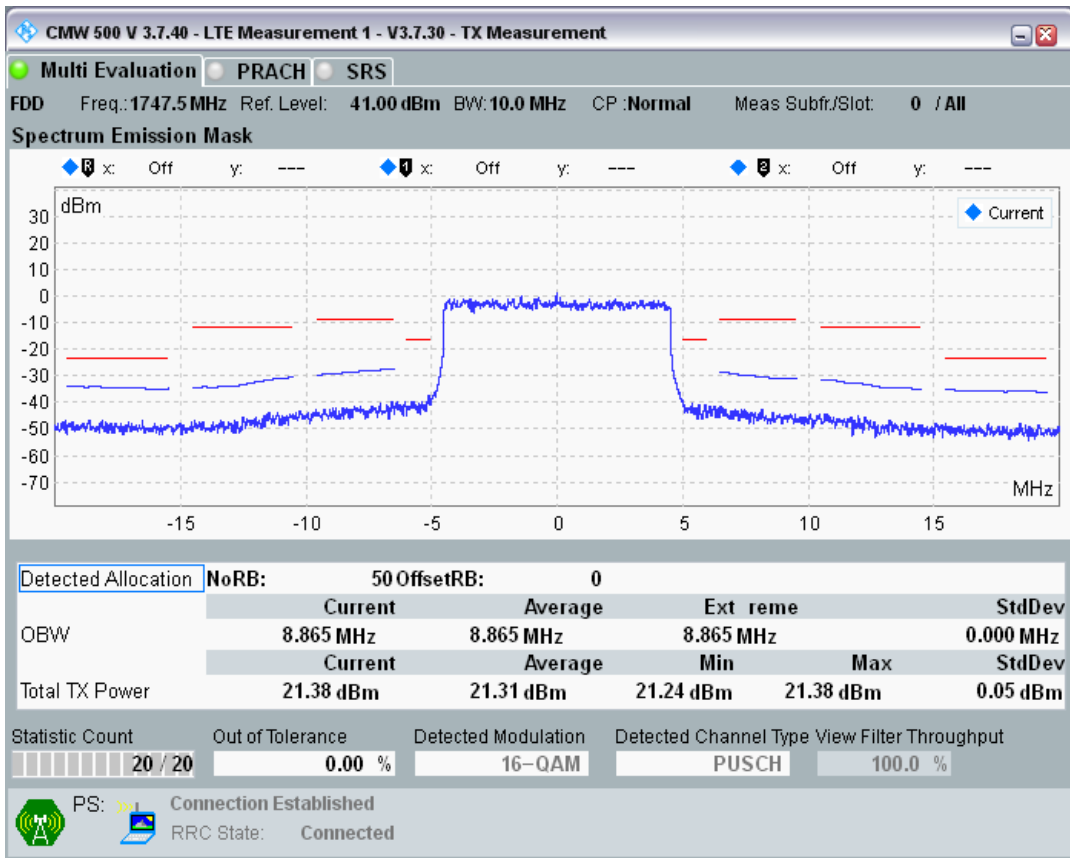 CMW 500 V 3.7.40 - LTE Measurement 1 - V3.7.30 - TX Measurement
Multi Evaluation PRACH SRS
FDD Freq.: 1747.5 MHz Ref. Level: 41.00 dBm BW: 10.0 MHz CP : Normal Meas Subfr./Slot: 0 / All
Spectrum Emission Mask
R x: Off y: --- 1 x: Off y: --- 2 x: Off y: ---
dBm
Current
30
20
10
0
-10
-20
-30
-40
-50
-60
-70
MHz
-15 -10 -5 0 5 10 15
Detected Allocation NoRB: 50 OffsetRB: 0
Current Average Ext reme StdDev
OBW 8.865 MHz 8.865 MHz 8.865 MHz 0.000 MHz
Current Average Min Max StdDev
Total TX Power 21.38 dBm 21.31 dBm 21.24 dBm 21.38 dBm 0.05 dBm
Statistic Count Out of Tolerance Detected Modulation Detected Channel Type View Filter Throughput
20 / 20 0.00 % 16-QAM PUSCH 100.0 %
PS: Connection Established
RRC State: Connected